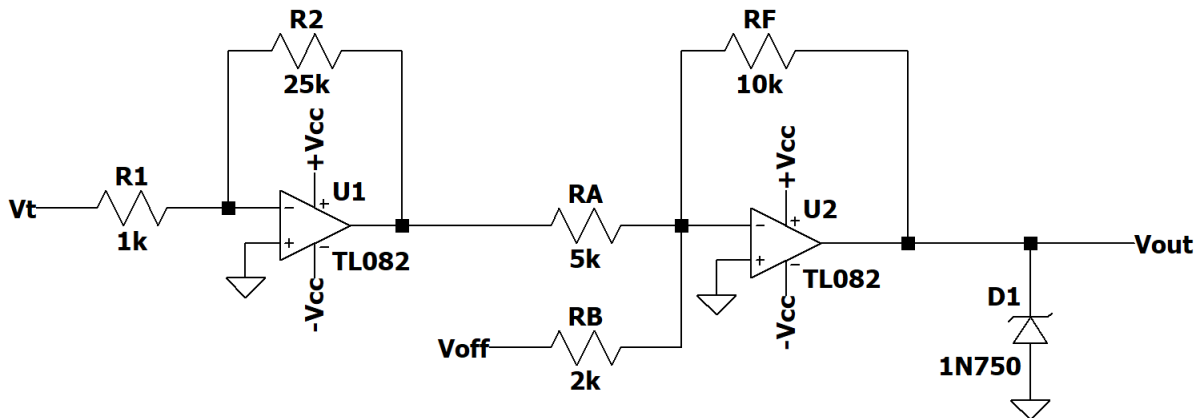 R2
25k
RF
10k
+Vcc
+Vcc
R1
Vt
1k
−
+
U1
+
−
TL082
-Vcc
RA
5k
−
+
U2
+
−
TL082
-Vcc
Vout
D1
1N750
RB
Voff
2k